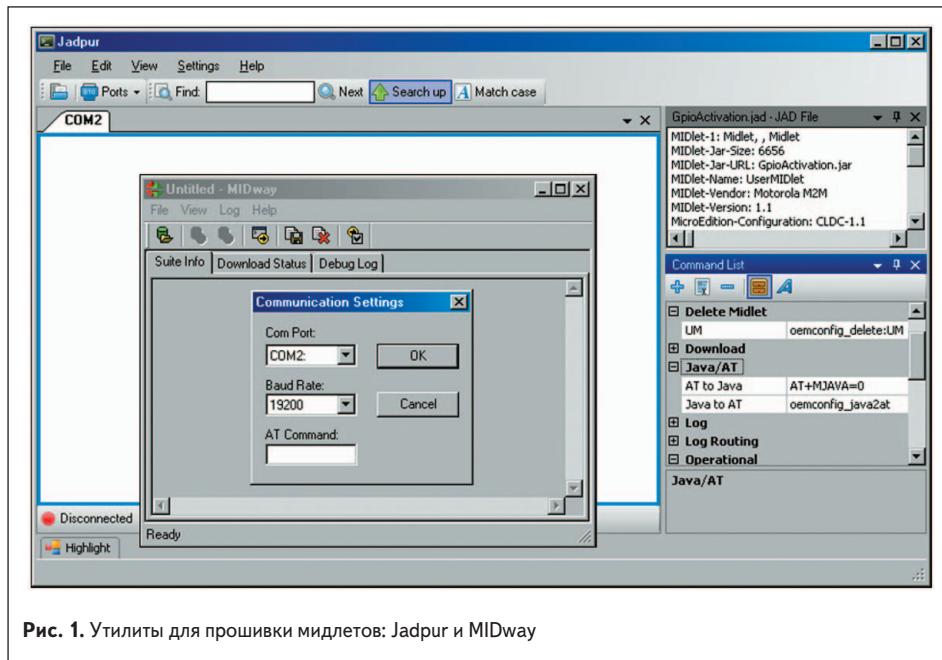 Jadpur
File Edit View Settings Help
Ports Find: Next Search up Match case
COM2
GpioActivation.jad - JAD File
MIDlet-1: Midlet, , Midlet
MIDlet-Jar-Size: 6656
MIDlet-Jar-URL: GpioActivation.jar
MIDlet-Name: UserMIDlet
MIDlet-Vendor: Motorola M2M
MIDlet-Version: 1.1
MicroEdition-Configuration: CLDC-1.1
Untitled - MIDway
File View Log Help
Suite Info Download Status Debug Log
Communication Settings
Com Port:
COM2: OK
Baud Rate:
19200 Cancel
AT Command:
Ready
Command List
Delete Midlet
UM oemconfig_delete:UM
Download
Java/AT
AT to Java AT+MJAVA=0
Java to AT oemconfig_java2at
Log
Log Routing
Operational
Java/AT
Disconnected
Highlight
Рис. 1. Утилиты для прошивки мидлетов: Jadpur и MIDway